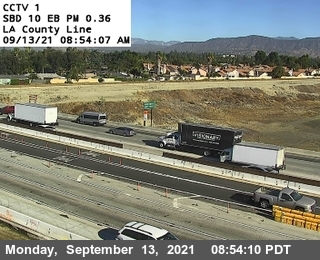 CCTV 1
SBD 10 EB PM 0.36
LA County Line
09/13/21 08:54:07 AM
Monday, September 13, 2021 08:54:10 PDT